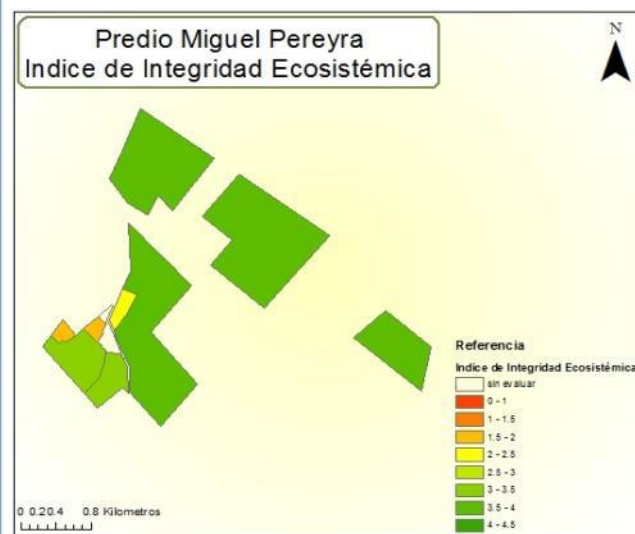 Predio Miguel Pereyra
Indice de Integridad Ecosistémica
N
Referencia
Indice de Integridad Ecosistémica
sin evaluar
0 - 1
1 - 1.5
1.5 - 2
2 - 2.5
2.5 - 3
3 - 3.5
3.5 - 4
4 - 4.5
0 0.20.4 0.8 Kilometros